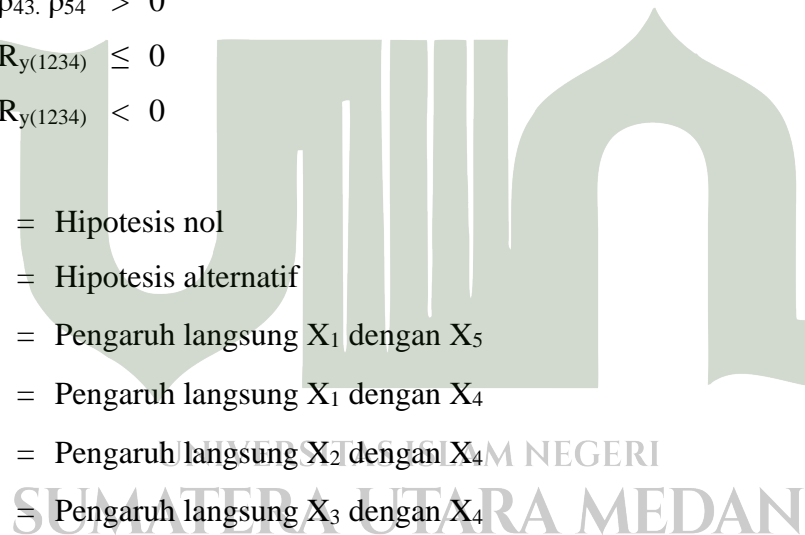 ρ43. ρ54 > 0
Ry(1234) ≤ 0
Ry(1234) < 0
= Hipotesis nol
= Hipotesis alternatif
= Pengaruh langsung X1 dengan X5
= Pengaruh langsung X1 dengan X4
= Pengaruh langsung X2 dengan X4
UNIVERSITAS ISLAM NEGERI
= Pengaruh langsung X3 dengan X4
SUMATERA UTARA MEDAN